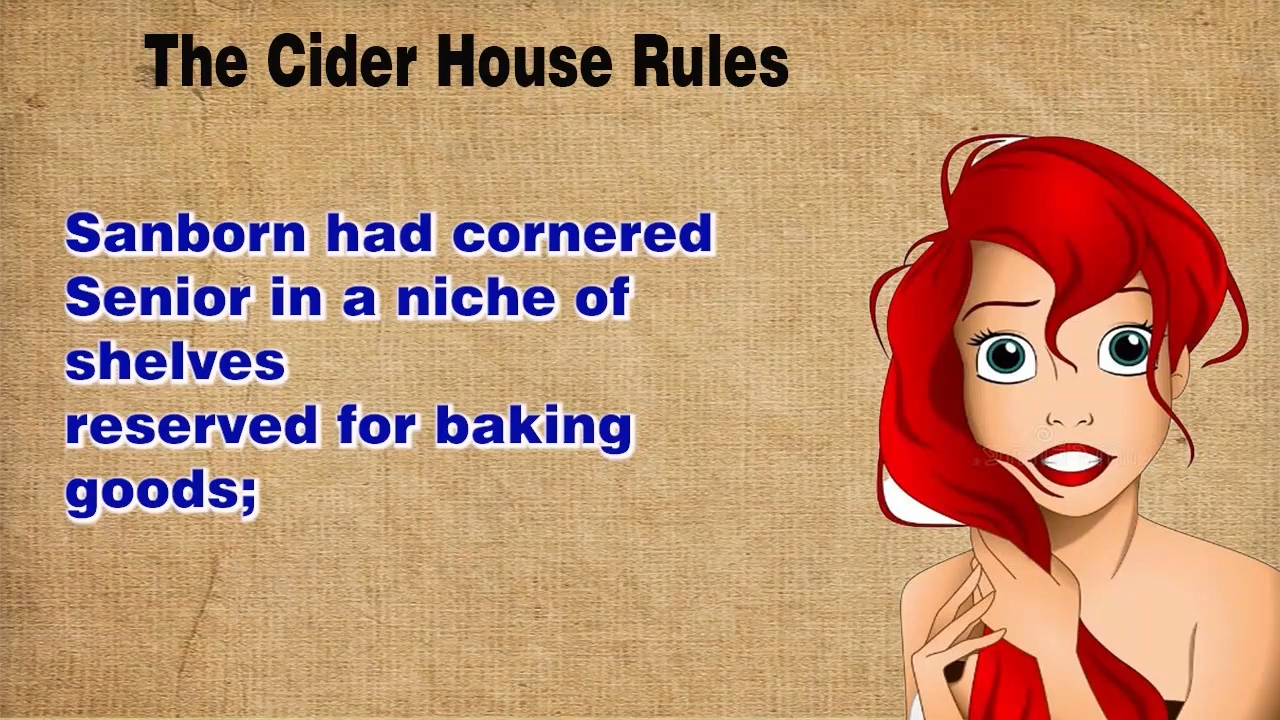 The Cider House Rules
Sanborn had cornered
Senior in a niche of
shelves
reserved for baking
goods;